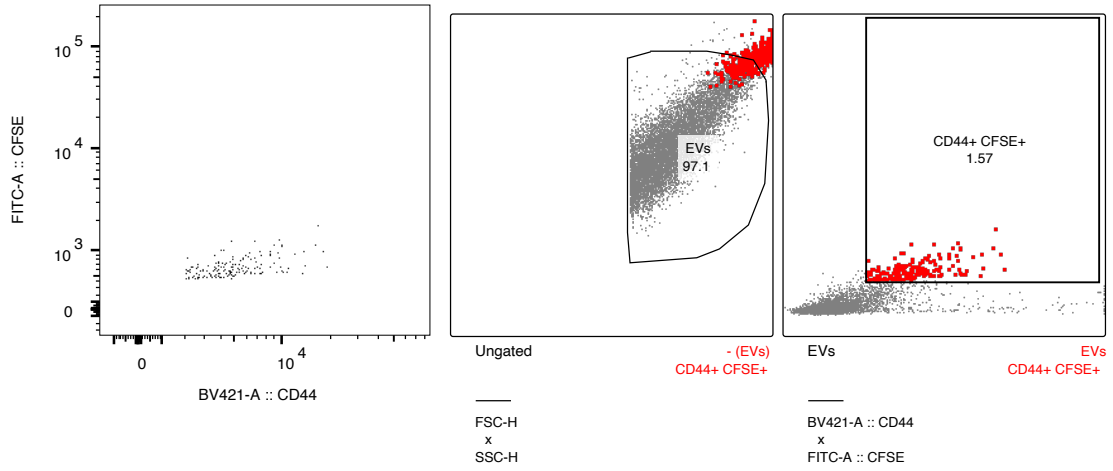 FITC-A :: CFSE
10^5
10^4
10^3
0
0
10^4
BV421-A :: CD44
EVs
97.1
Ungated
- (EVs)
CD44+ CFSE+
FSC-H
x
SSC-H
CD44+ CFSE+
1.57
EVs
EVs
CD44+ CFSE+
BV421-A :: CD44
x
FITC-A :: CFSE